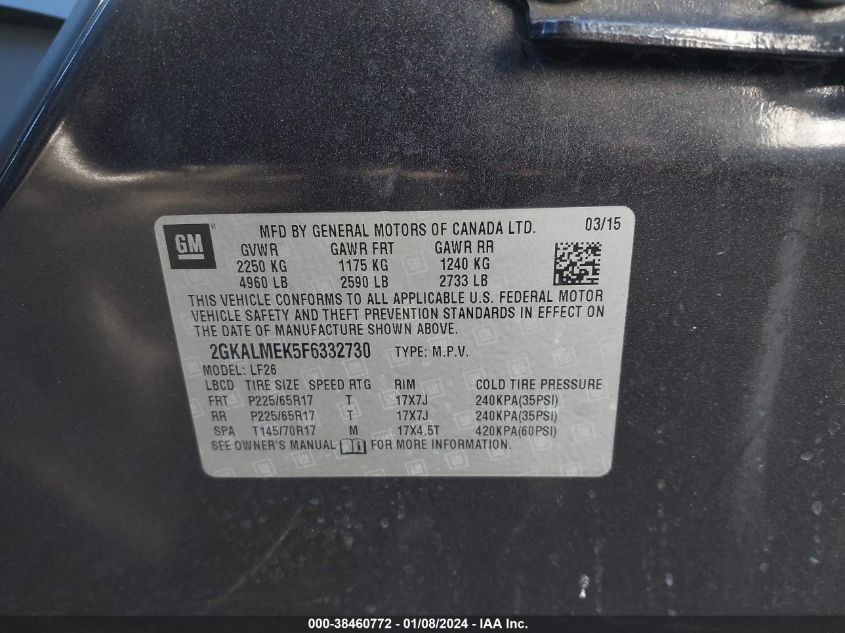 GM ®
MFD BY GENERAL MOTORS OF CANADA LTD. 03/15
GVWR GAWR FRT GAWR RR
2250 KG 1175 KG 1240 KG
4960 LB 2590 LB 2733 LB
THIS VEHICLE CONFORMS TO ALL APPLICABLE U.S. FEDERAL MOTOR
VEHICLE SAFETY AND THEFT PREVENTION STANDARDS IN EFFECT ON
THE DATE OF MANUFACTURE SHOWN ABOVE.
2GKALMEK5F6332730 TYPE: M.P.V.
MODEL: LF26
LBCD TIRE SIZE SPEED RTG RIM COLD TIRE PRESSURE
FRT P225/65R17 T 17X7J 240KPA(35PSI)
RR P225/65R17 T 17X7J 240KPA(35PSI)
SPA T145/70R17 M 17X4.5T 420KPA(60PSI)
SEE OWNER'S MANUAL FOR MORE INFORMATION.
000-38460772 — 01/08/2024 — IAA Inc.